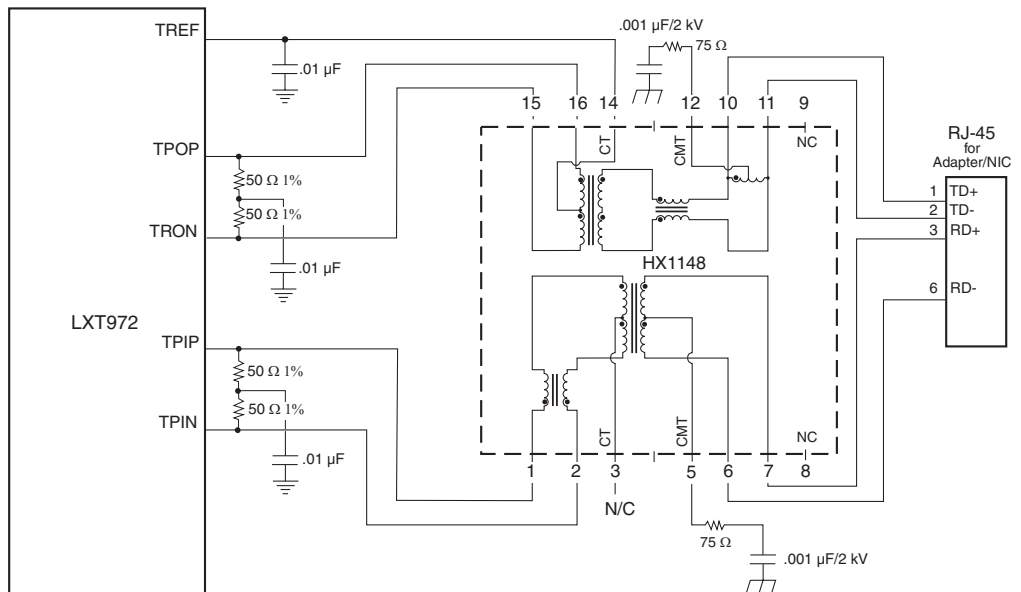 TREF
.01 µF
.001 µF/2 kV
75 Ω
15 16 14 12 10 11 9
CT
CMT
NC
RJ-45
for
Adapter/NIC
TPOP
50 Ω 1%
50 Ω 1%
TRON
.01 µF
1 TD+
2 TD-
3 RD+
6 RD-
HX1148
LXT972
TPIP
50 Ω 1%
50 Ω 1%
TPIN
.01 µF
CT
CMT
NC
1 2 3 5 6 7 8
N/C
75 Ω
.001 µF/2 kV